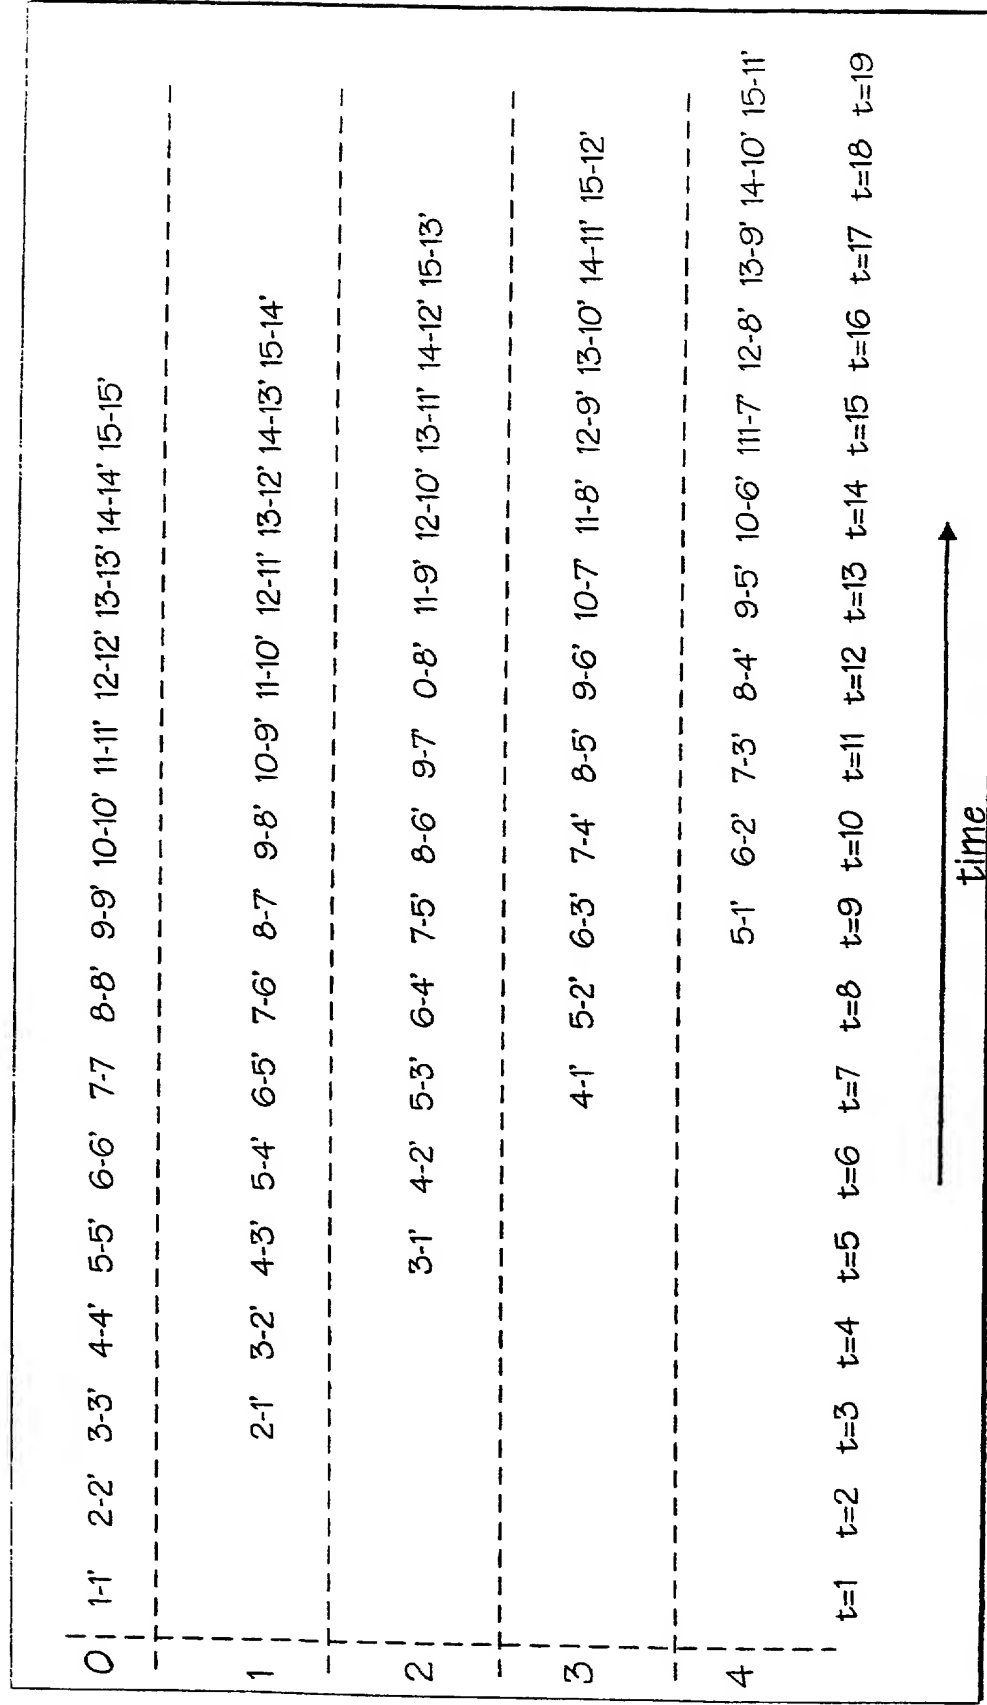 0 1-1' 2-2' 3-3' 4-4' 5-5' 6-6' 7-7 8-8' 9-9' 10-10' 11-11' 12-12' 13-13' 14-14' 15-15'
1 2-1' 3-2' 4-3' 5-4' 6-5' 7-6' 8-7' 9-8' 10-9' 11-10' 12-11' 13-12' 14-13' 15-14'
2 3-1' 4-2' 5-3' 6-4' 7-5' 8-6' 9-7' 0-8' 11-9' 12-10' 13-11' 14-12' 15-13'
3 4-1' 5-2' 6-3' 7-4' 8-5' 9-6' 10-7' 11-8' 12-9' 13-10' 14-11' 15-12'
4 5-1' 6-2' 7-3' 8-4' 9-5' 10-6' 111-7' 12-8' 13-9' 14-10' 15-11'
t=1 t=2 t=3 t=4 t=5 t=6 t=7 t=8 t=9 t=10 t=11 t=12 t=13 t=14 t=15 t=16 t=17 t=18 t=19
time